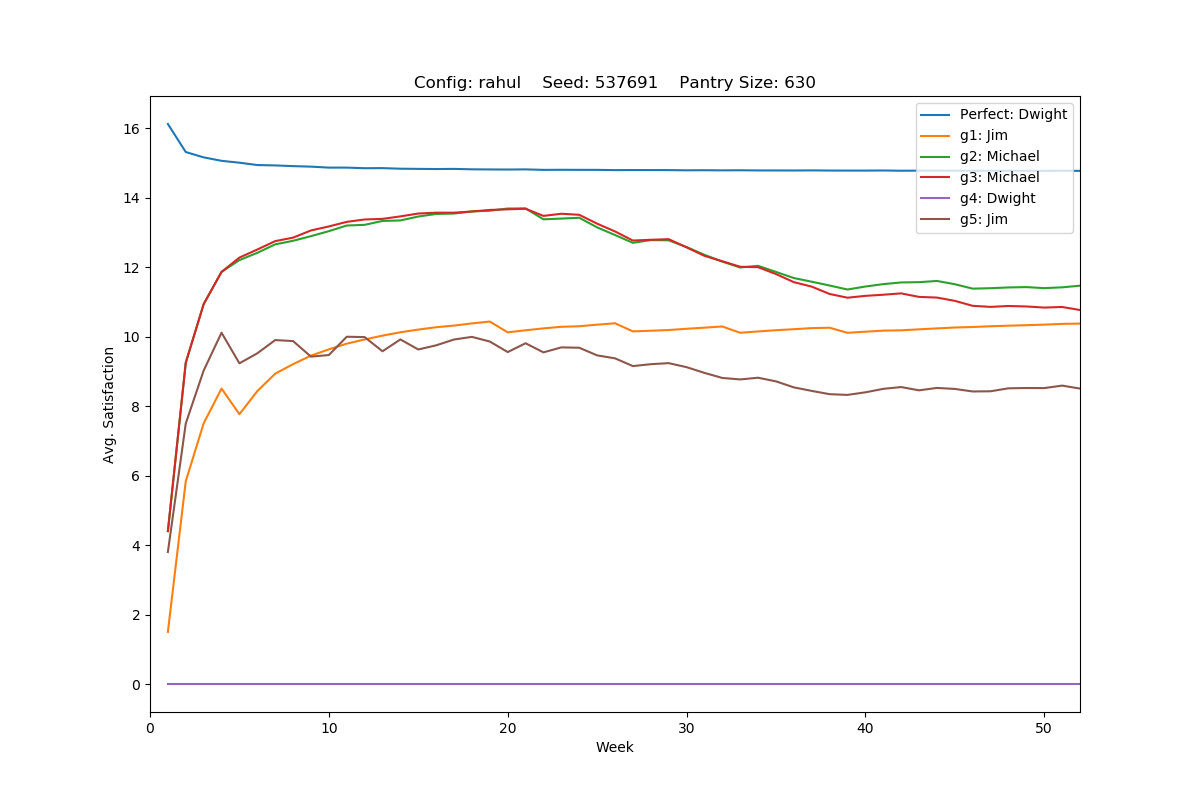 Config: rahul    Seed: 537691    Pantry Size: 630
Perfect: Dwight
g1: Jim
g2: Michael
g3: Michael
g4: Dwight
g5: Jim
Avg. Satisfaction
16
14
12
10
8
6
4
2
0
0 10 20 30 40 50
Week